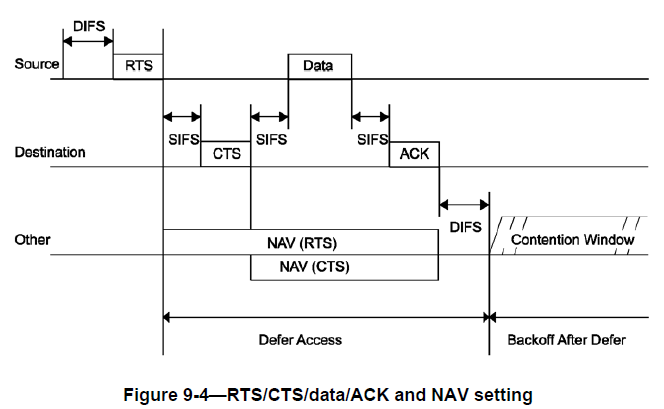 DIFS
Source
RTS
Data
SIFS
SIFS
SIFS
Destination
CTS
ACK
DIFS
Other
NAV (RTS)
Contention Window
NAV (CTS)
Defer Access
Backoff After Defer
Figure 9-4—RTS/CTS/data/ACK and NAV setting